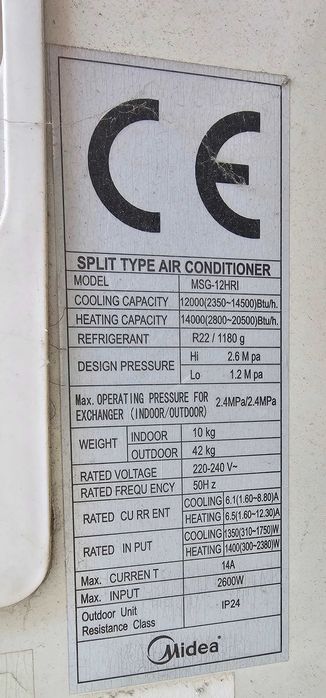 CE
SPLIT TYPE AIR CONDITIONER
MODEL MSG-12HRI
COOLING CAPACITY 12000(2350~14500)Btu/h.
HEATING CAPACITY 14000(2800~20500)Btu/h.
REFRIGERANT R22 / 1180 g
DESIGN PRESSURE Hi 2.6 M pa
Lo 1.2 M pa
Max. OPERATING PRESSURE FOR
EXCHANGER (INDOOR/OUTDOOR) 2.4MPa/2.4MPa
WEIGHT INDOOR 10 kg
OUTDOOR 42 kg
RATED VOLTAGE 220-240 V~
RATED FREQU ENCY 50H z
RATED CU RR ENT COOLING 6.1(1.60~8.80)A
HEATING 6.5(1.60~12.30)A
RATED IN PUT COOLING 1350(310~1750)W
HEATING 1400(300~2380)W
Max. CURREN T 14A
Max. INPUT 2600W
Outdoor Unit
Resistance Class IP24
Midea